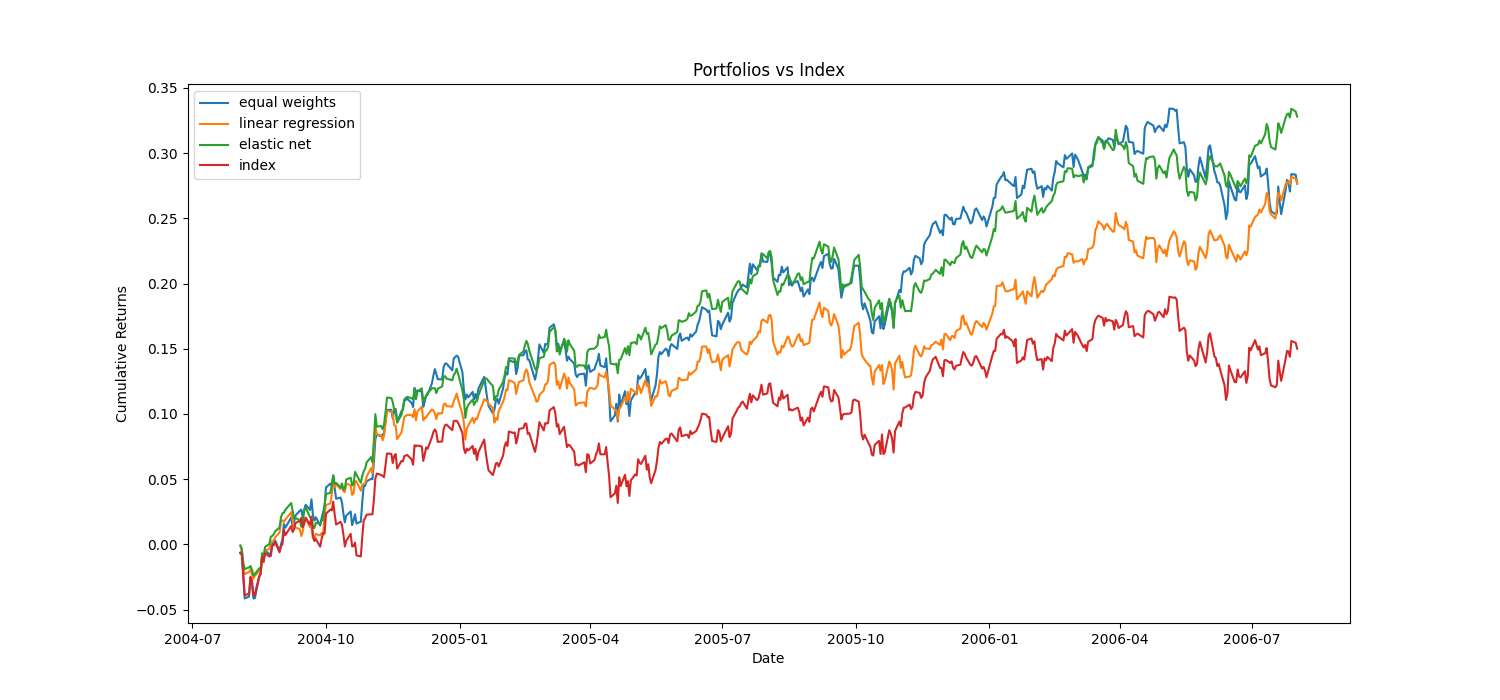 Portfolios vs Index
equal weights
linear regression
elastic net
index
Cumulative Returns
0.35
0.30
0.25
0.20
0.15
0.10
0.05
0.00
−0.05
2004-07 2004-10 2005-01 2005-04 2005-07 2005-10 2006-01 2006-04 2006-07
Date